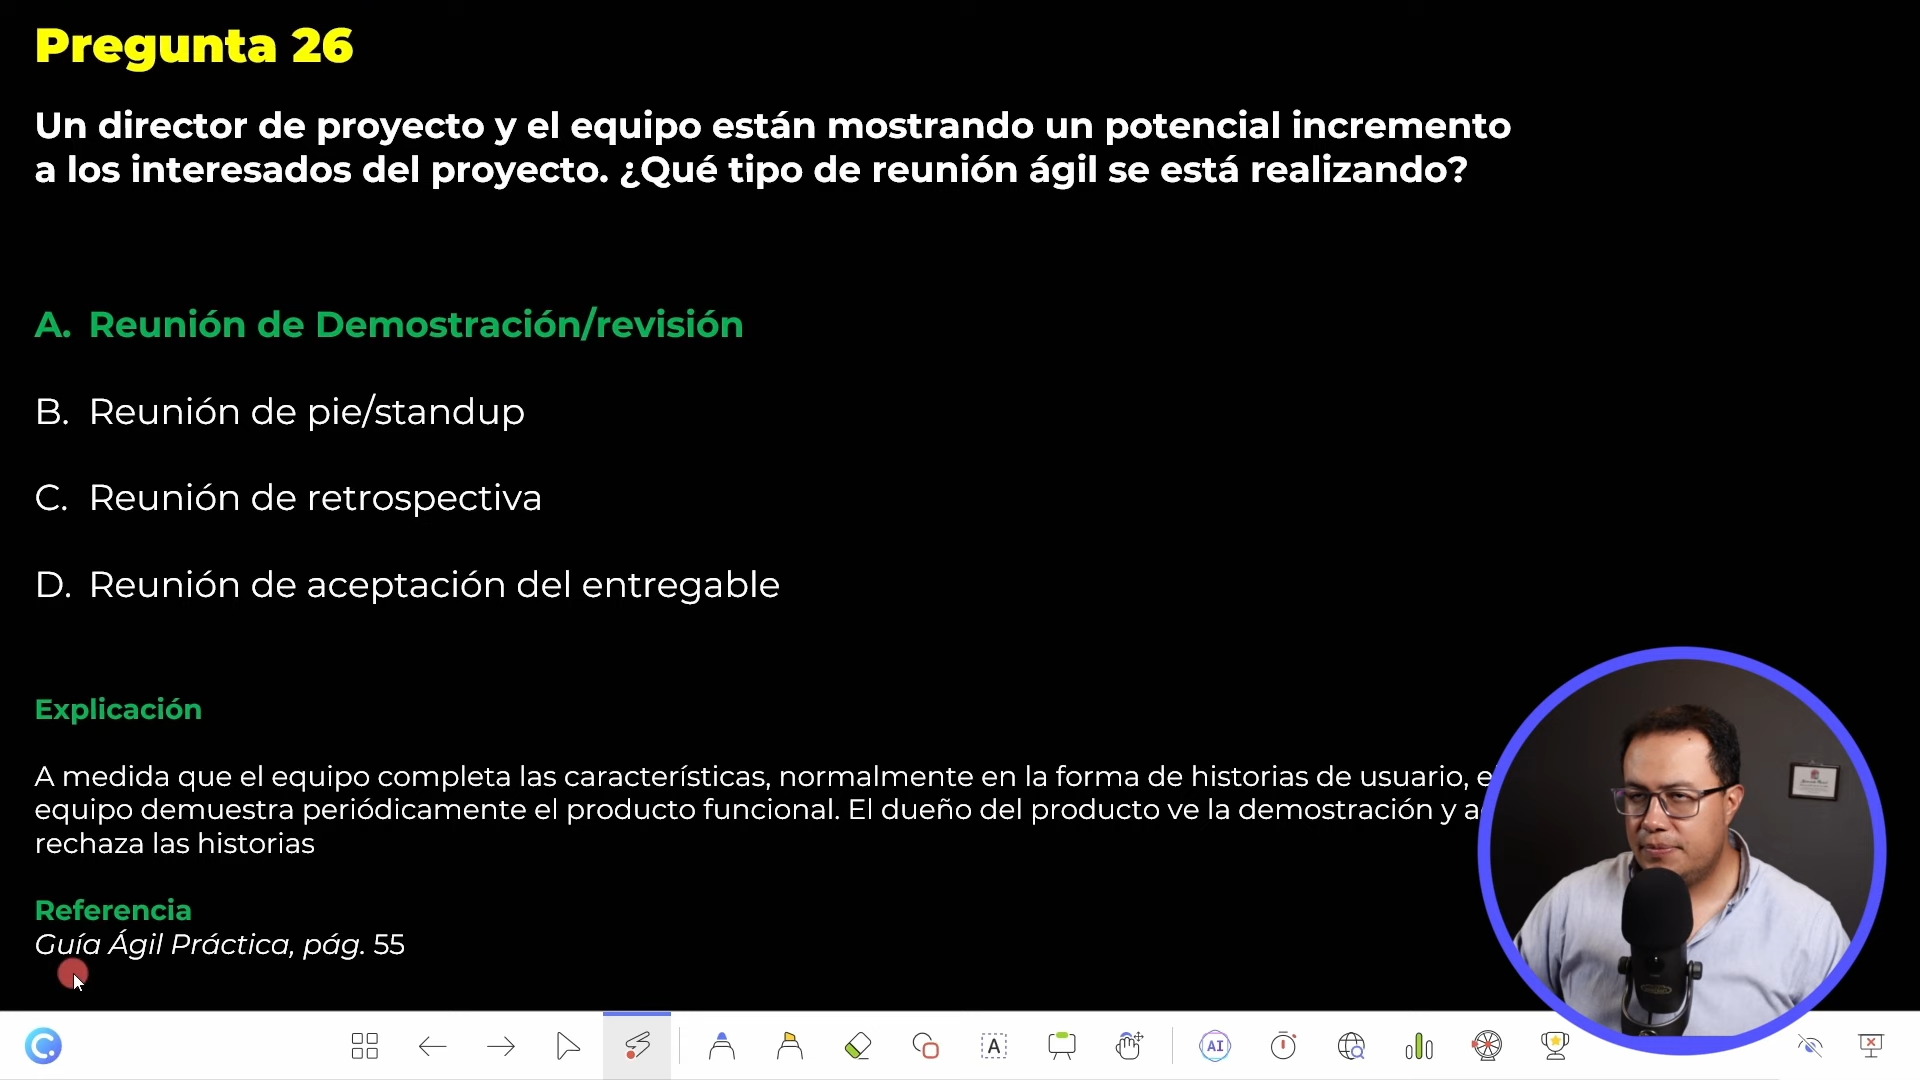 Pregunta 26
Un director de proyecto y el equipo están mostrando un potencial incremento
a los interesados del proyecto. ¿Qué tipo de reunión ágil se está realizando?
A. Reunión de Demostración/revisión
B. Reunión de pie/standup
C. Reunión de retrospectiva
D. Reunión de aceptación del entregable
Explicación
A medida que el equipo completa las características, normalmente en la forma de historias de usuario,
equipo demuestra periódicamente el producto funcional. El dueño del producto ve la demostración y
rechaza las historias
Referencia
Guía Ágil Práctica, pág. 55
A
AI